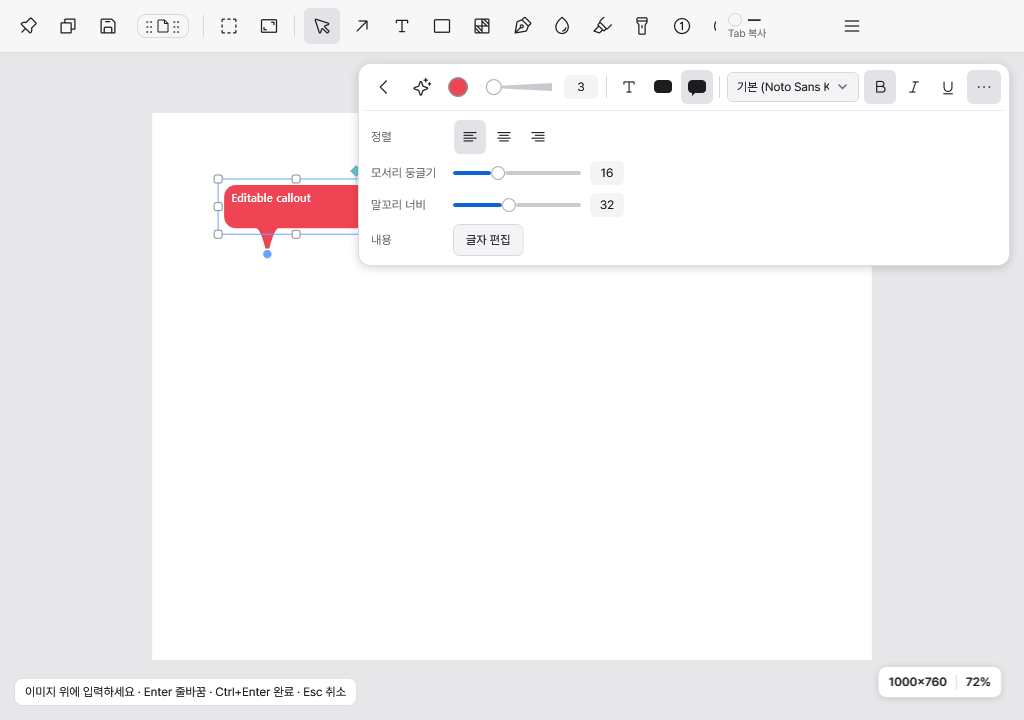 Tab 복사
3
기본 (Noto Sans K
B
I
U
정렬
모서리 둥글기
16
말꼬리 너비
32
내용
글자 편집
Editable callout
이미지 위에 입력하세요 · Enter 줄바꿈 · Ctrl+Enter 완료 · Esc 취소
1000×760
72%